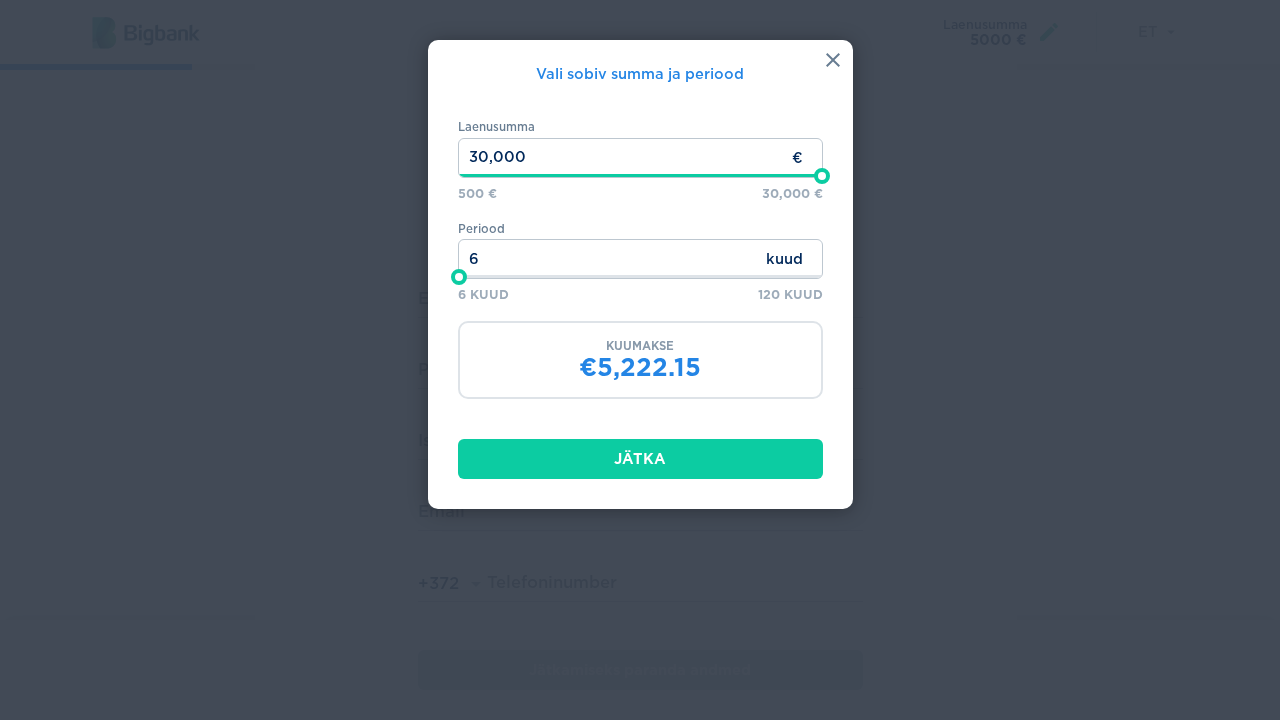 Bigbank
Laenusumma
5000 €
ET
Vali sobiv summa ja periood
Laenusumma
30,000 €
500 € 30,000 €
Periood
6 kuud
6 KUUD 120 KUUD
KUUMAKSE
€5,222.15
JÄTKA
Email
+372 Telefoninumber